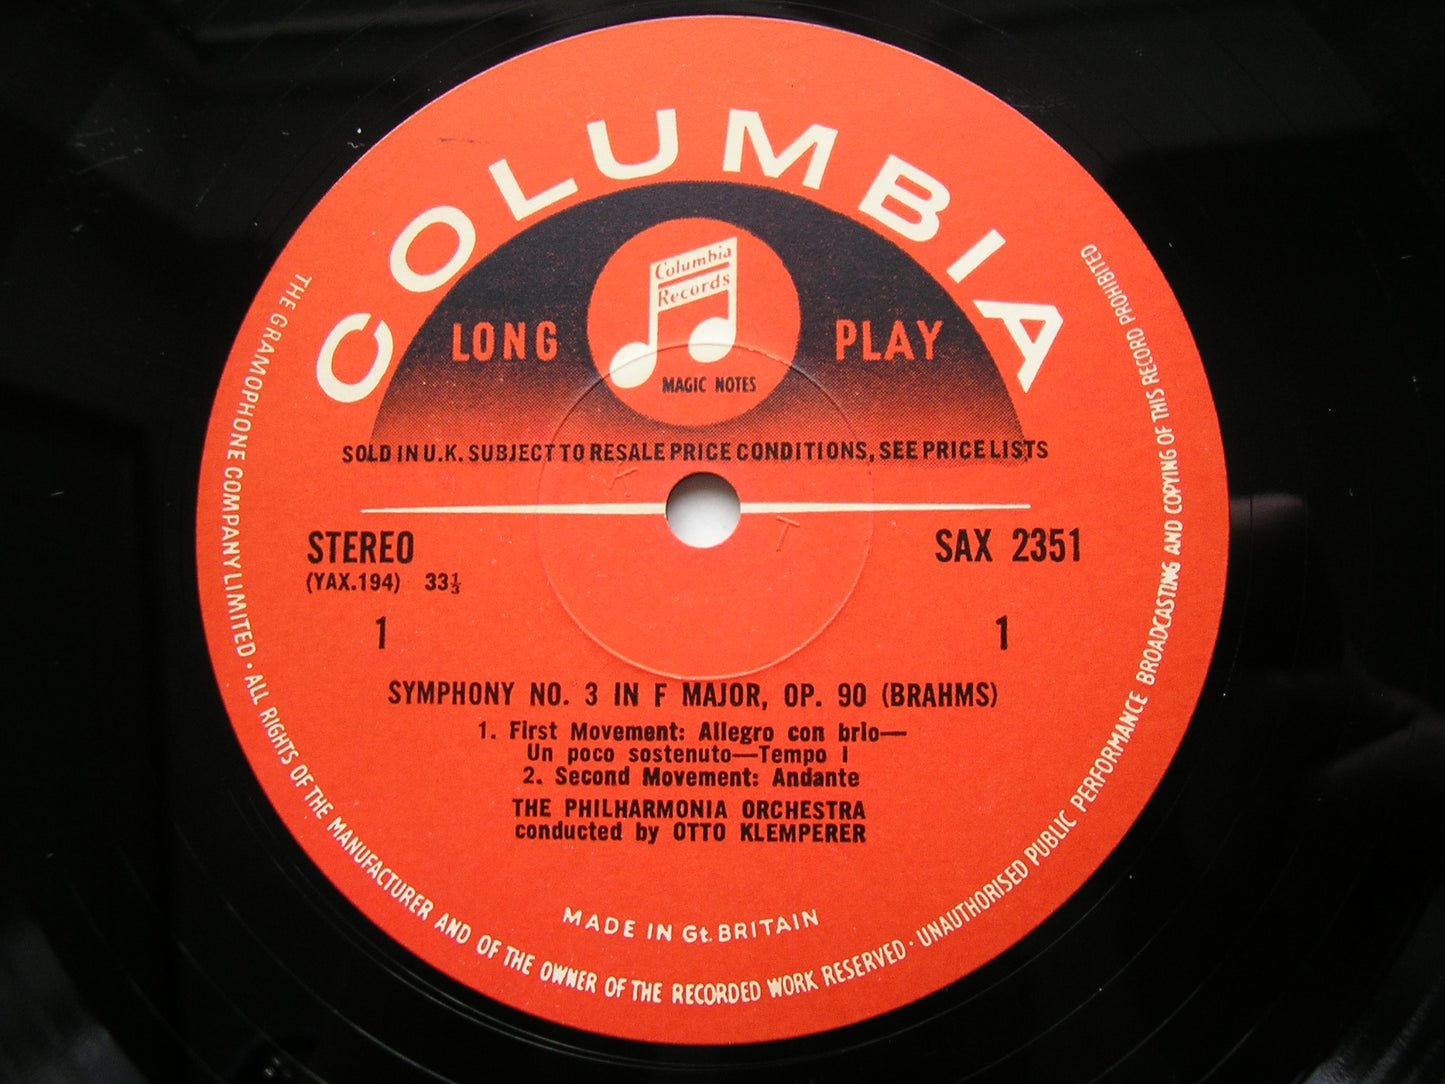 COLUMBIA
Columbia
Records
LONG PLAY
MAGIC NOTES
SOLD IN U.K. SUBJECT TO RESALE PRICE CONDITIONS, SEE PRICE LISTS
K
T
STEREO SAX 2351
(YAX.194) 33⅓
1 1
SYMPHONY NO. 3 IN F MAJOR, OP. 90 (BRAHMS)
1. First Movement: Allegro con brio—
Un poco sostenuto—Tempo I
2. Second Movement: Andante
THE PHILHARMONIA ORCHESTRA
conducted by OTTO KLEMPERER
MADE IN Gt. BRITAIN
THE GRAMOPHONE COMPANY LIMITED · ALL RIGHTS OF THE MANUFACTURER AND OF THE OWNER OF THE RECORDED WORK RESERVED · UNAUTHORISED PUBLIC PERFORMANCE BROADCASTING AND COPYING OF THIS RECORD PROHIBITED